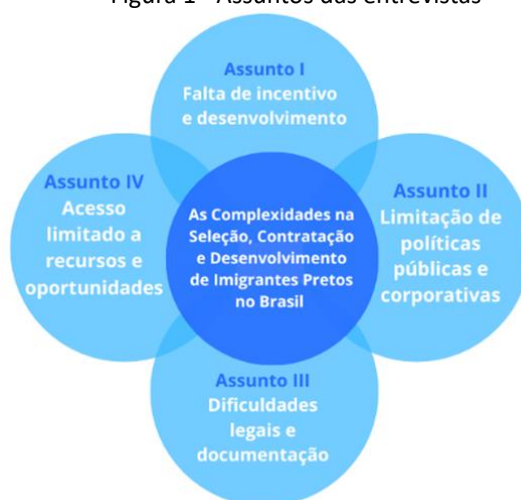 Figura 1 - Assuntos das entrevistas
Assunto I
Falta de incentivo
e desenvolvimento
Assunto IV
Acesso
limitado a
recursos e
oportunidades
As Complexidades na
Seleção, Contratação
e Desenvolvimento
de Imigrantes Pretos
no Brasil
Assunto II
Limitação de
políticas
públicas e
corporativas
Assunto III
Dificuldades
legais e
documentação